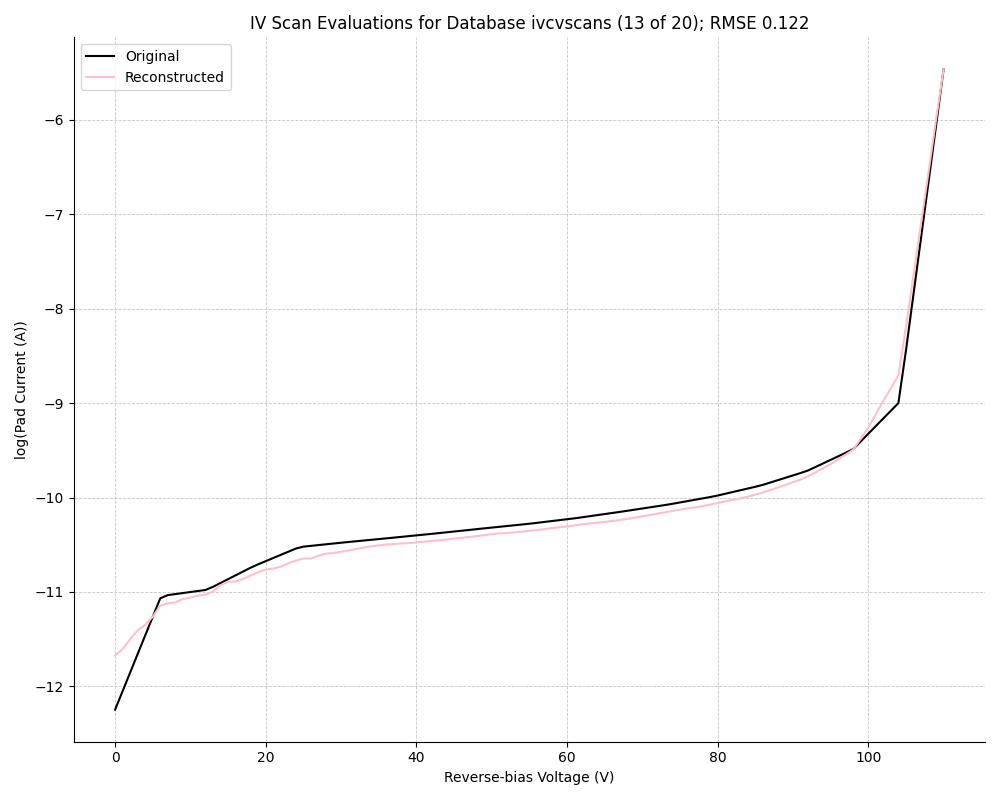 IV Scan Evaluations for Database ivcvscans (13 of 20); RMSE 0.122
Original
Reconstructed
−6
−7
−8
−9
−10
−11
−12
log(Pad Current (A))
0 20 40 60 80 100
Reverse-bias Voltage (V)